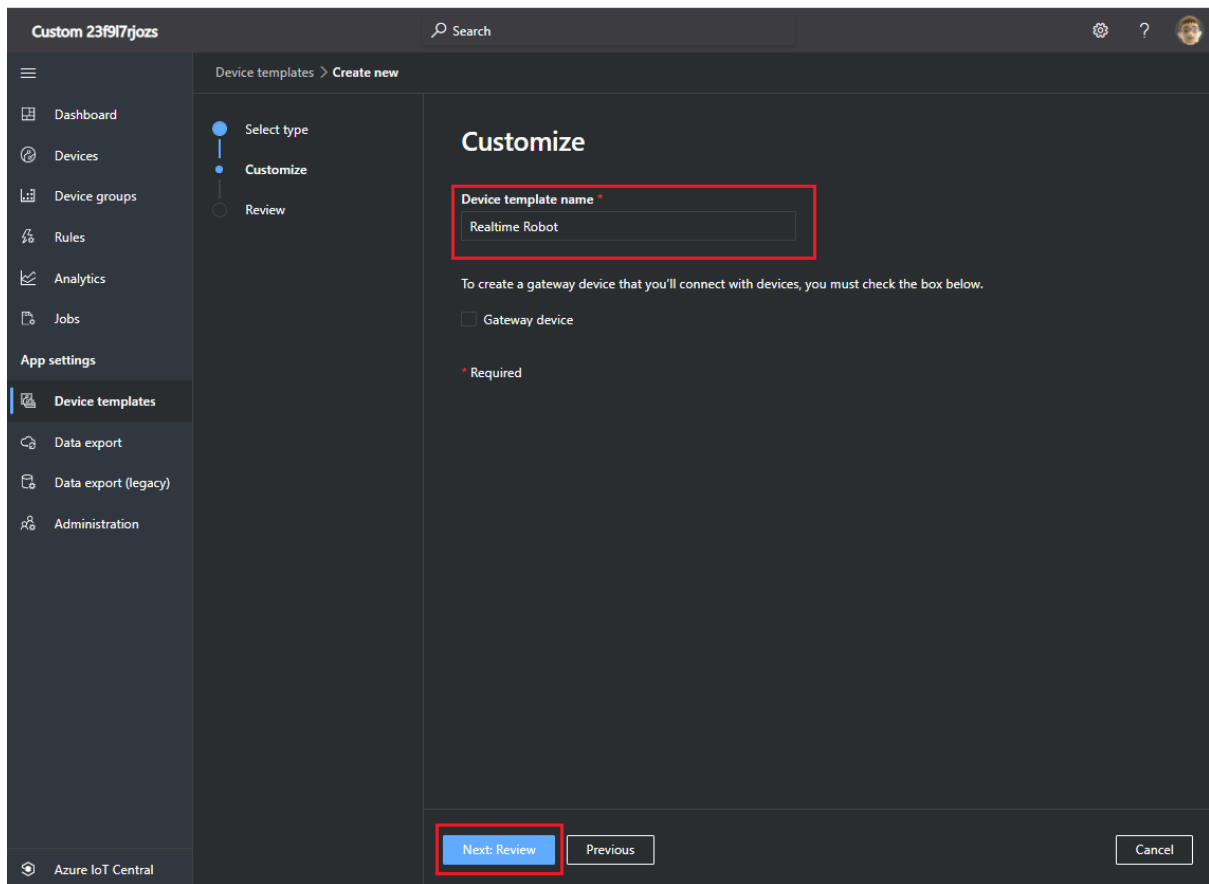 Custom 23f9l7rjozs
Search
?
Device templates > Create new
Dashboard
Devices
Device groups
Rules
Analytics
Jobs
App settings
Device templates
Data export
Data export (legacy)
Administration
Azure IoT Central
Select type
Customize
Review
Customize
Device template name *
Realtime Robot
To create a gateway device that you'll connect with devices, you must check the box below.
Gateway device
* Required
Next: Review
Previous
Cancel